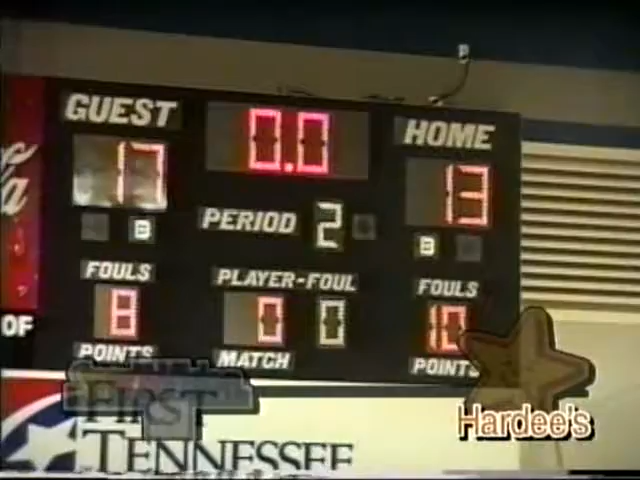 GUEST
0.0
HOME
17
13
B
PERIOD 2
B
FOULS
PLAYER-FOUL
FOULS
8
0 0
10
OF
POINTS
MATCH
POINTS
FIRST
TENNESSEE
Hardee's